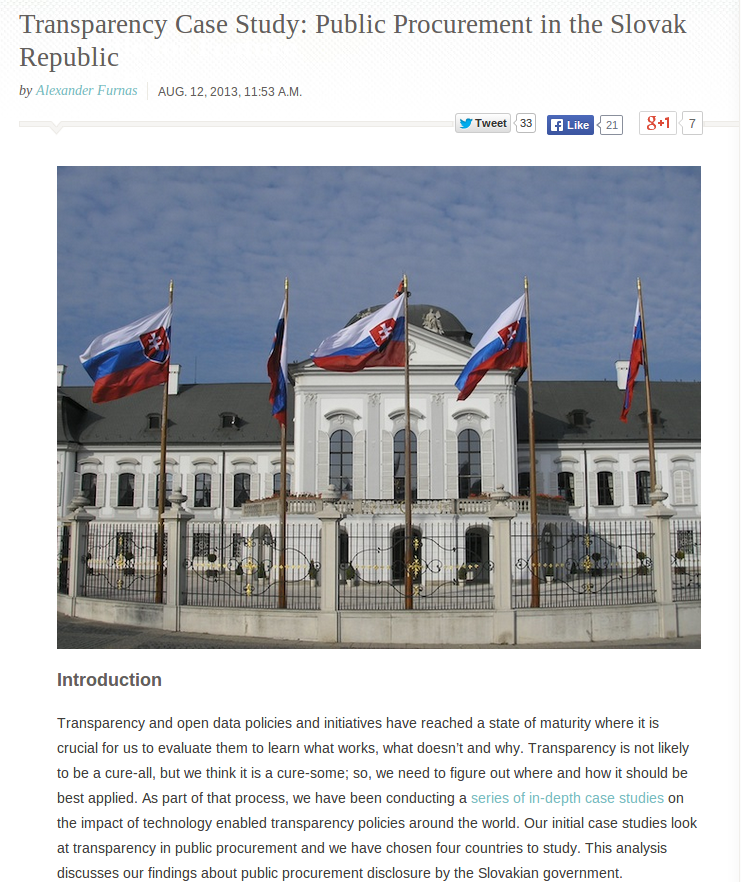 Transparency Case Study: Public Procurement in the Slovak
Republic
by Alexander Furnas
AUG. 12, 2013, 11:53 A.M.
Tweet 33 Like 21 g+1 7
Introduction
Transparency and open data policies and initiatives have reached a state of maturity where it is
crucial for us to evaluate them to learn what works, what doesn’t and why. Transparency is not likely
to be a cure-all, but we think it is a cure-some; so, we need to figure out where and how it should be
best applied. As part of that process, we have been conducting a series of in-depth case studies on
the impact of technology enabled transparency policies around the world. Our initial case studies look
at transparency in public procurement and we have chosen four countries to study. This analysis
discusses our findings about public procurement disclosure by the Slovakian government.